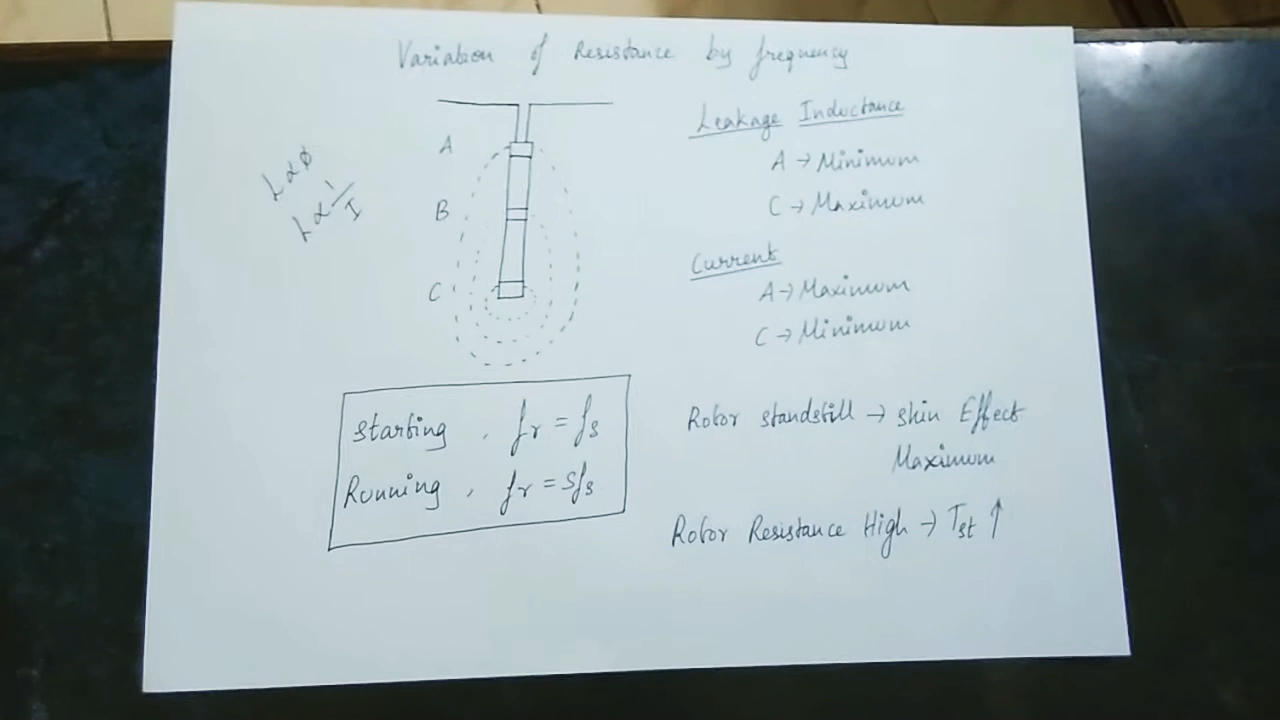 Variation of Resistance by frequency
L α φ
L α 1/I
A
B
C
Leakage Inductance
A → Minimum
C → Maximum
Current
A → Maximum
C → Minimum
Starting , fr = fs
Running , fr = sfs
Rotor standstill → skin Effect
Maximum
Rotor Resistance High → Tst ↑